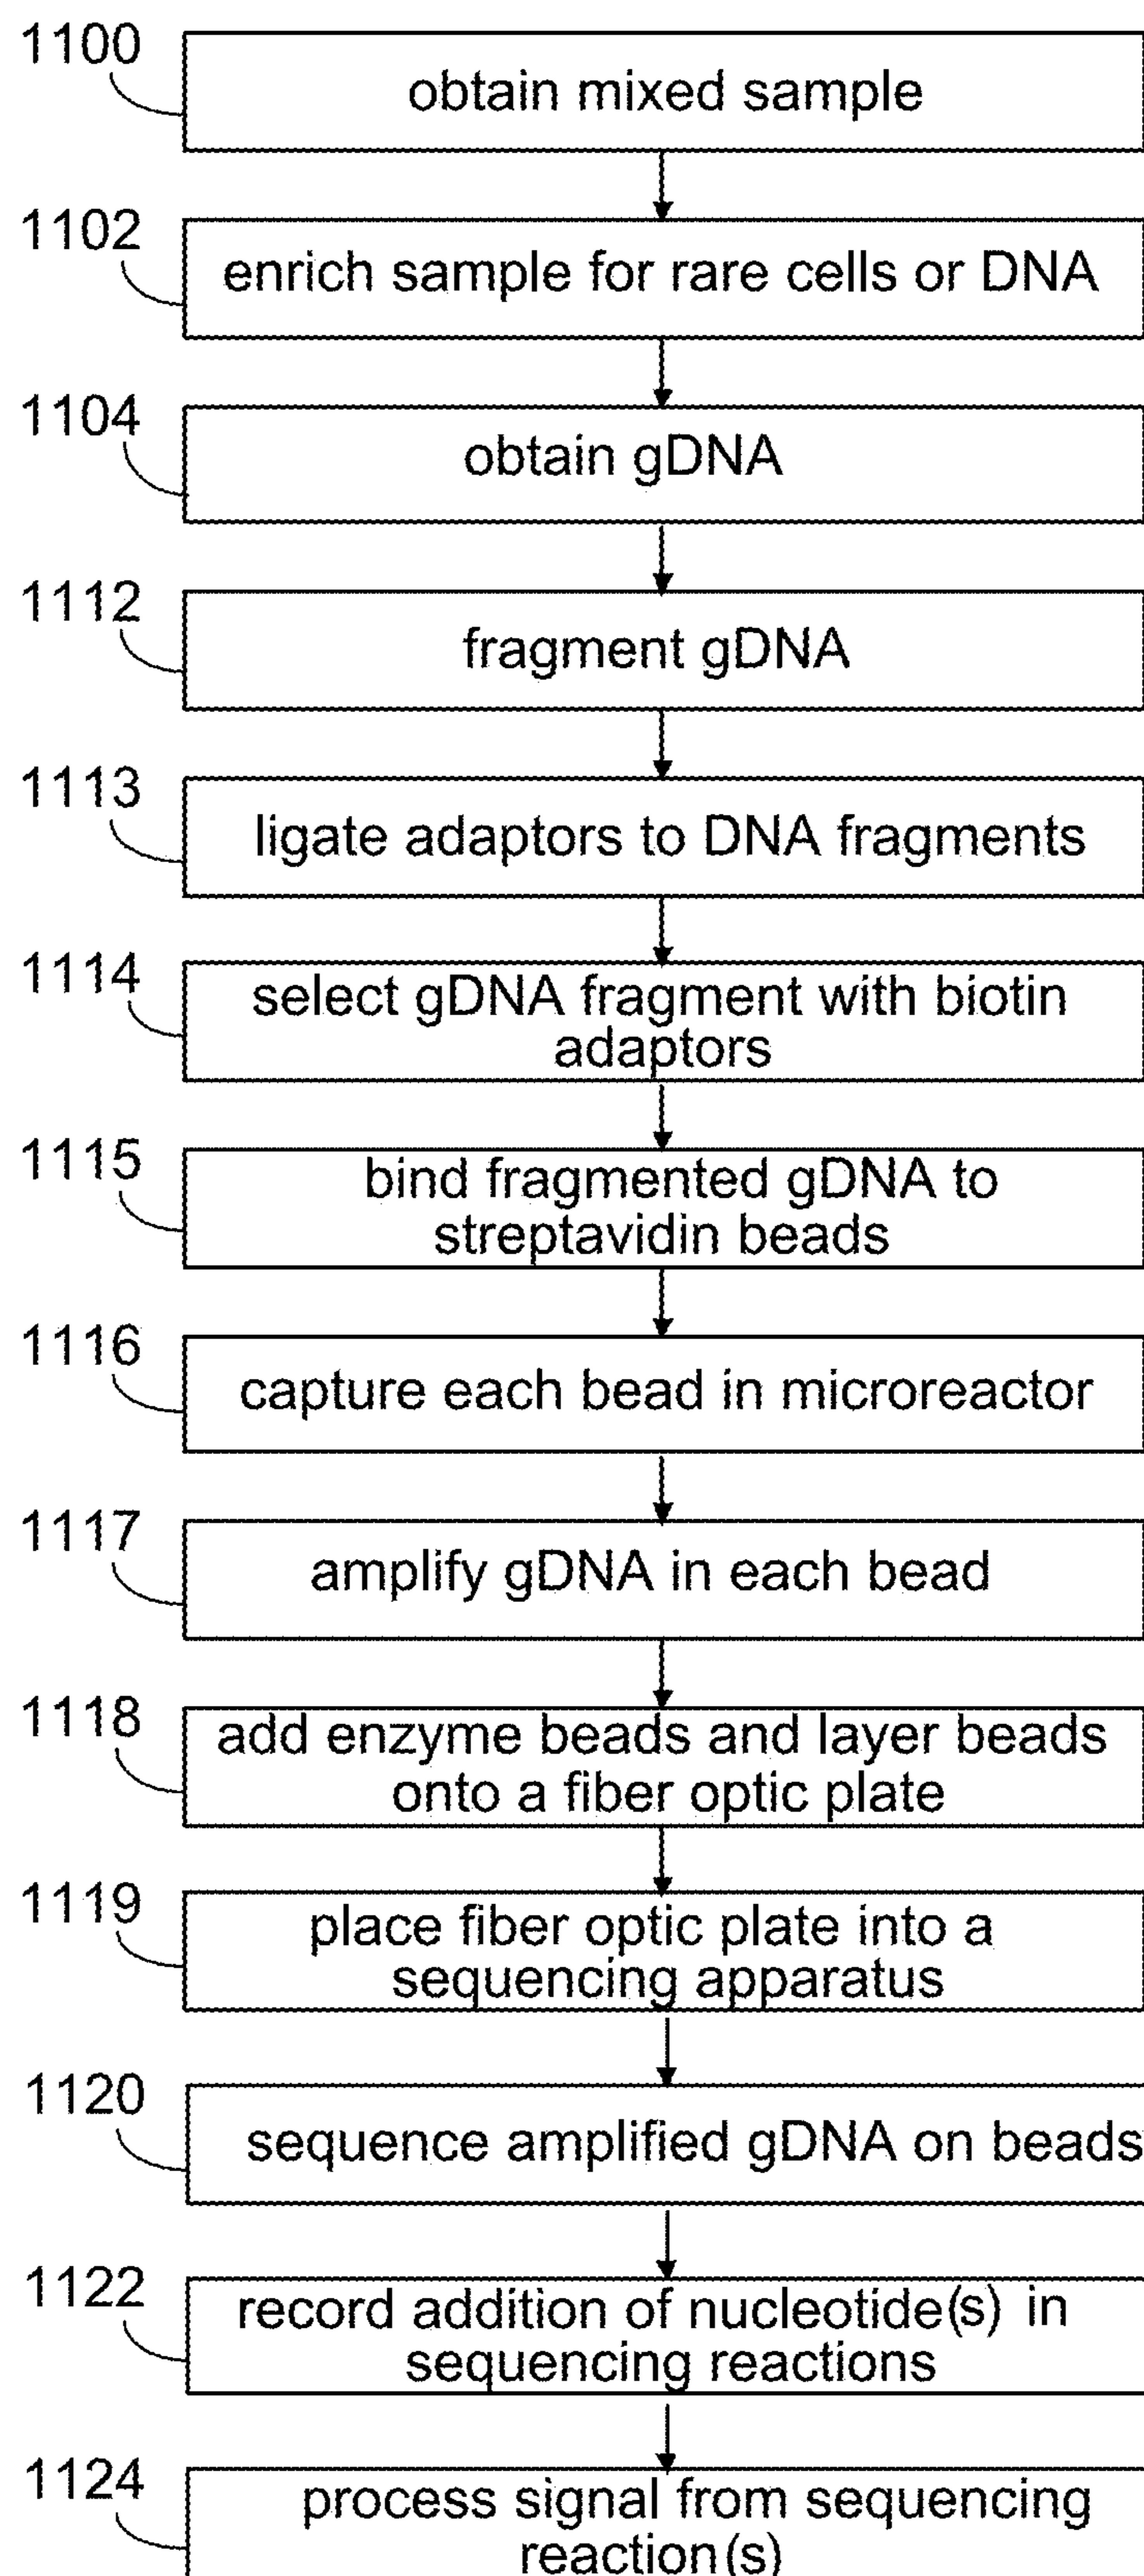 1100
obtain mixed sample
1102
enrich sample for rare cells or DNA
1104
obtain gDNA
1112
fragment gDNA
1113
ligate adaptors to DNA fragments
1114
select gDNA fragment with biotin
adaptors
1115
bind fragmented gDNA to
streptavidin beads
1116
capture each bead in microreactor
1117
amplify gDNA in each bead
1118
add enzyme beads and layer beads
onto a fiber optic plate
1119
place fiber optic plate into a
sequencing apparatus
1120
sequence amplified gDNA on beads
1122
record addition of nucleotide(s) in
sequencing reactions
1124
process signal from sequencing
reaction(s)